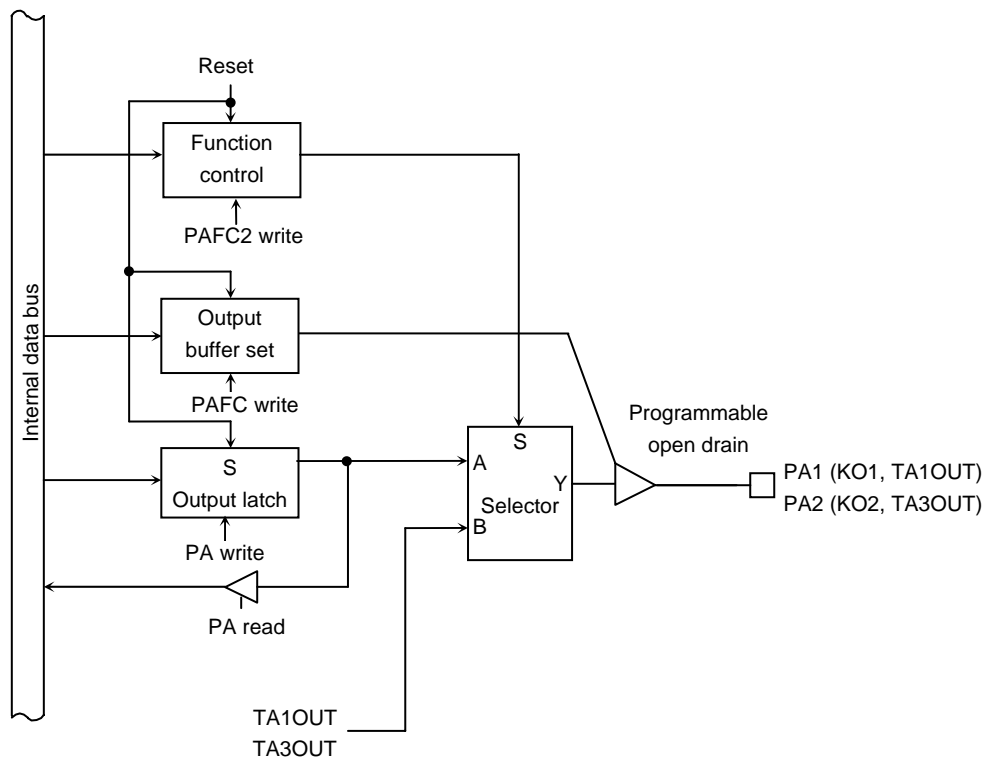 Reset
Function
control
PAFC2 write
Internal data bus
Output
buffer set
PAFC write
S
Output latch
PA write
PA read
S
A
Y
Selector
B
Programmable
open drain
PA1 (KO1, TA1OUT)
PA2 (KO2, TA3OUT)
TA1OUT
TA3OUT